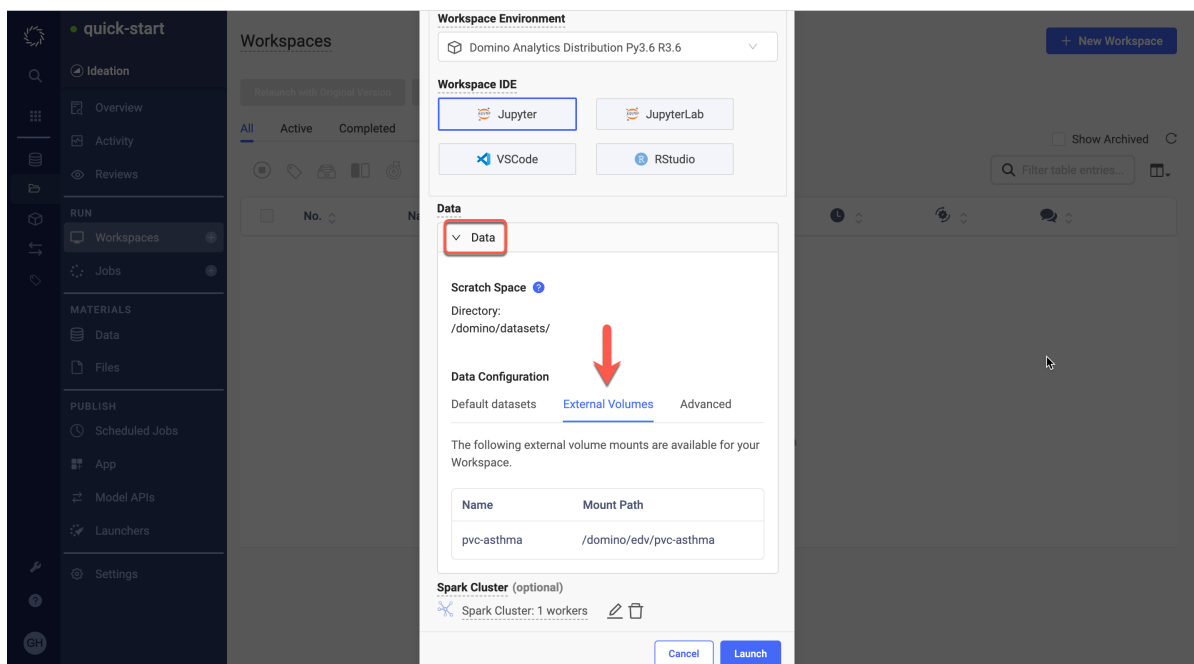 quick-start
Ideation
Overview
Activity
Reviews
RUN
Workspaces
Jobs
MATERIALS
Data
Files
PUBLISH
Scheduled Jobs
App
Model APIs
Launchers
Settings
GH
Workspaces
+ New Workspace
Relaunch with Original Version
All Active Completed
Show Archived
Filter table entries...
No.
Na
Workspace Environment
Domino Analytics Distribution Py3.6 R3.6
Workspace IDE
Jupyter JupyterLab
VSCode RStudio
Data
Data
Scratch Space ?
Directory:
/domino/datasets/
Data Configuration
Default datasets External Volumes Advanced
The following external volume mounts are available for your
Workspace.
Name Mount Path
pvc-asthma /domino/edv/pvc-asthma
Spark Cluster (optional)
Spark Cluster: 1 workers
Cancel Launch